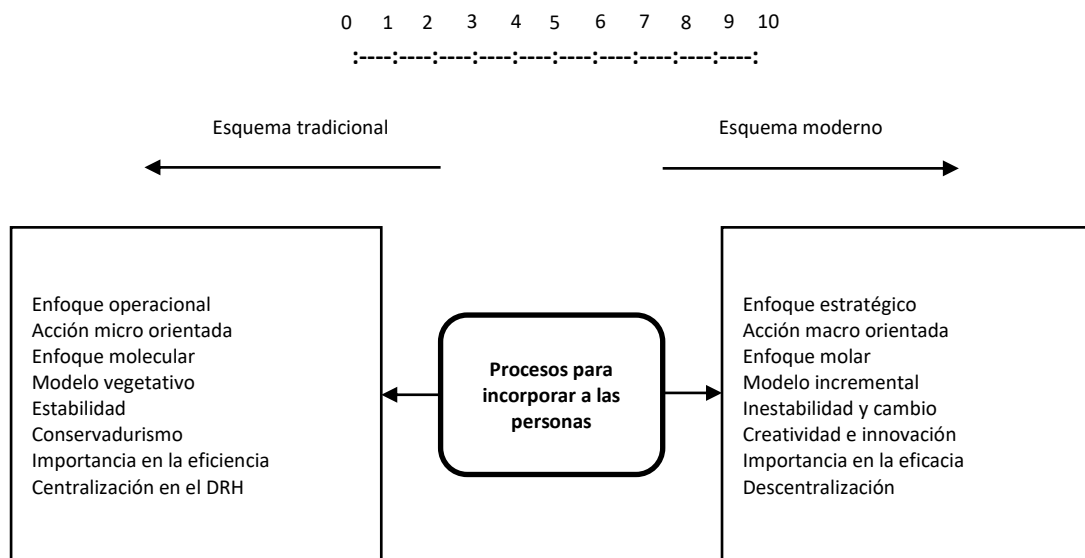 0 1 2 3 4 5 6 7 8 9 10
:----:----:----:----:----:----:----:----:----:----:
Esquema tradicional
Esquema moderno
Enfoque operacional
Acción micro orientada
Enfoque molecular
Modelo vegetativo
Estabilidad
Conservadurismo
Importancia en la eficiencia
Centralización en el DRH
Procesos para
incorporar a las
personas
Enfoque estratégico
Acción macro orientada
Enfoque molar
Modelo incremental
Inestabilidad y cambio
Creatividad e innovación
Importancia en la eficacia
Descentralización